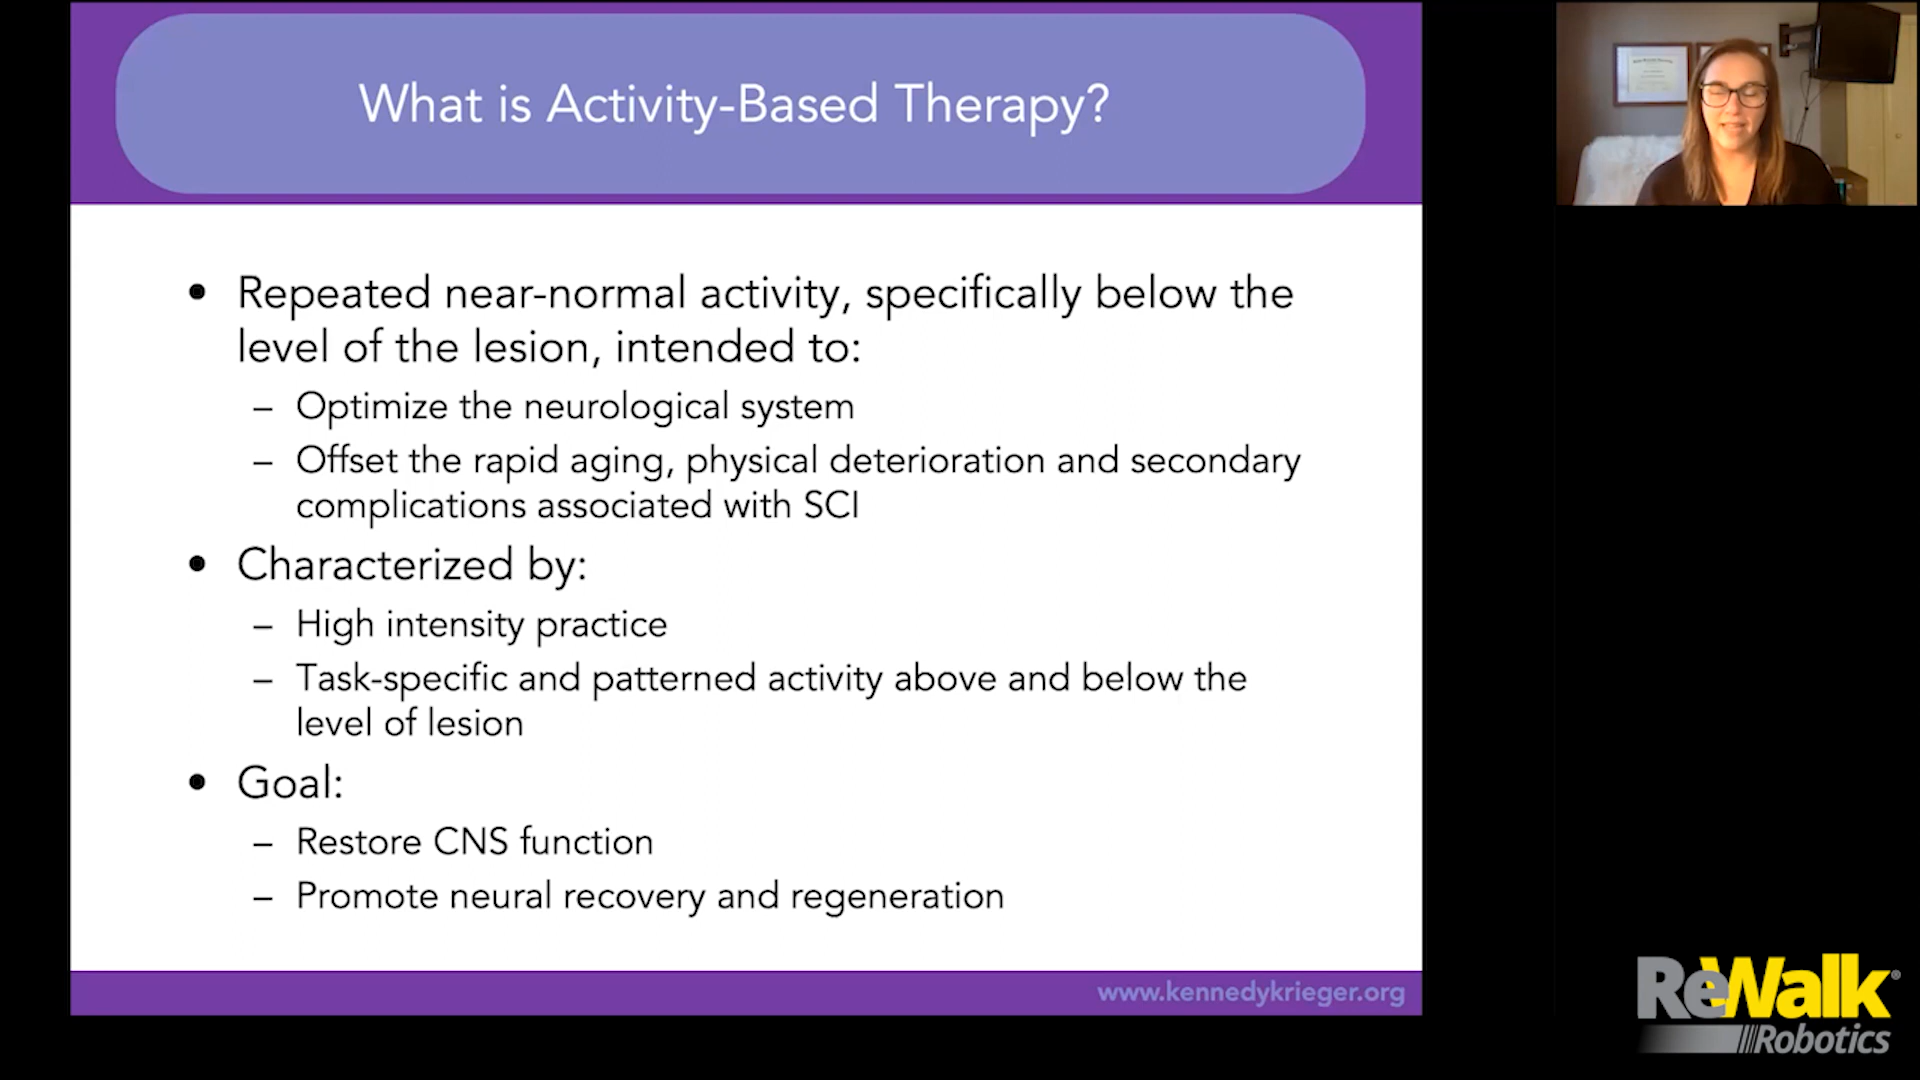 What is Activity-Based Therapy?
• Repeated near-normal activity, specifically below the
level of the lesion, intended to:
– Optimize the neurological system
– Offset the rapid aging, physical deterioration and secondary
complications associated with SCI
• Characterized by:
– High intensity practice
– Task-specific and patterned activity above and below the
level of lesion
• Goal:
– Restore CNS function
– Promote neural recovery and regeneration
www.kennedykrieger.org
ReWalk®
Robotics